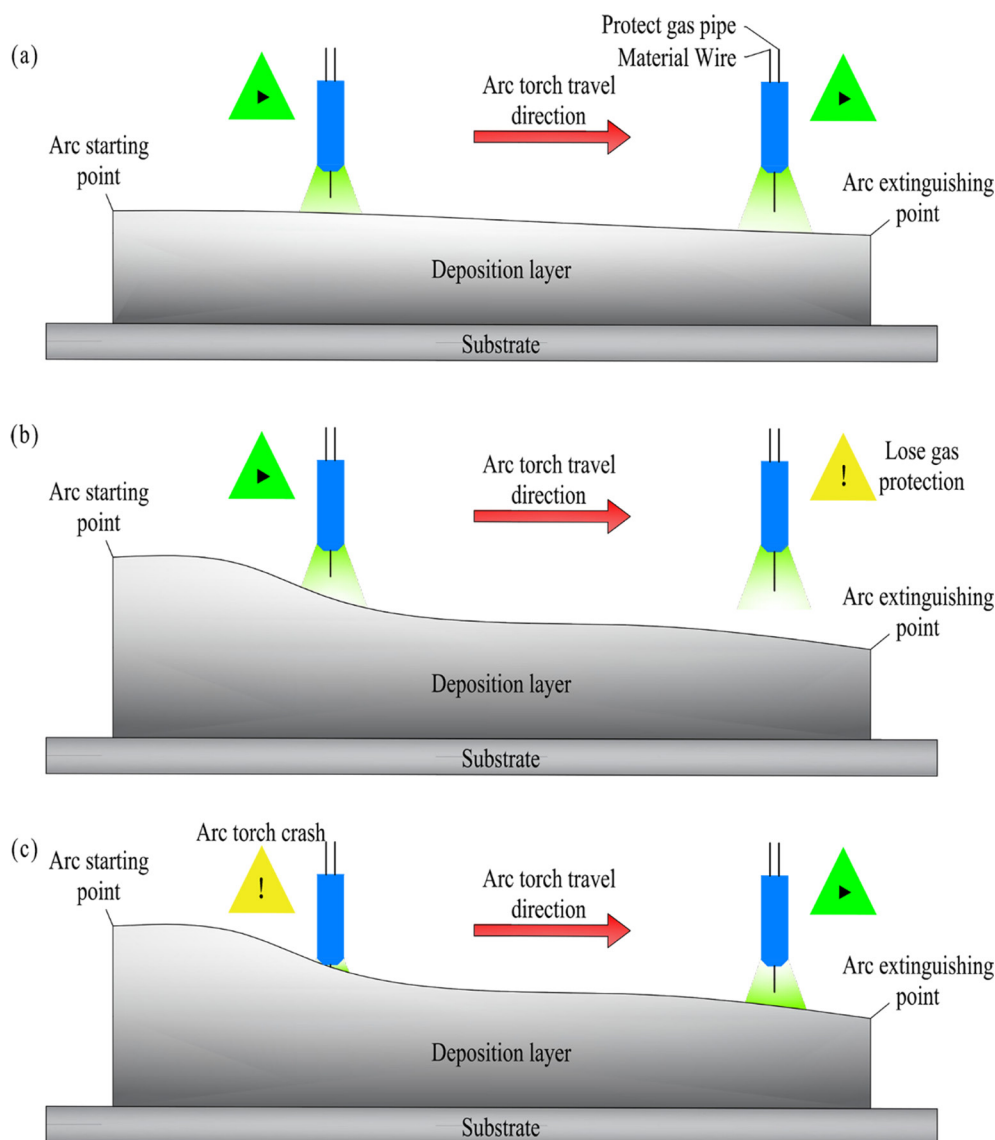 (a)
Protect gas pipe
Material Wire
Arc torch travel
direction
Arc starting
point
Arc extinguishing
point
Deposition layer
Substrate
(b)
Arc starting
point
Arc torch travel
direction
!
Lose gas
protection
Arc extinguishing
point
Deposition layer
Substrate
(c)
Arc torch crash
Arc starting
point
!
Arc torch travel
direction
Arc extinguishing
point
Deposition layer
Substrate